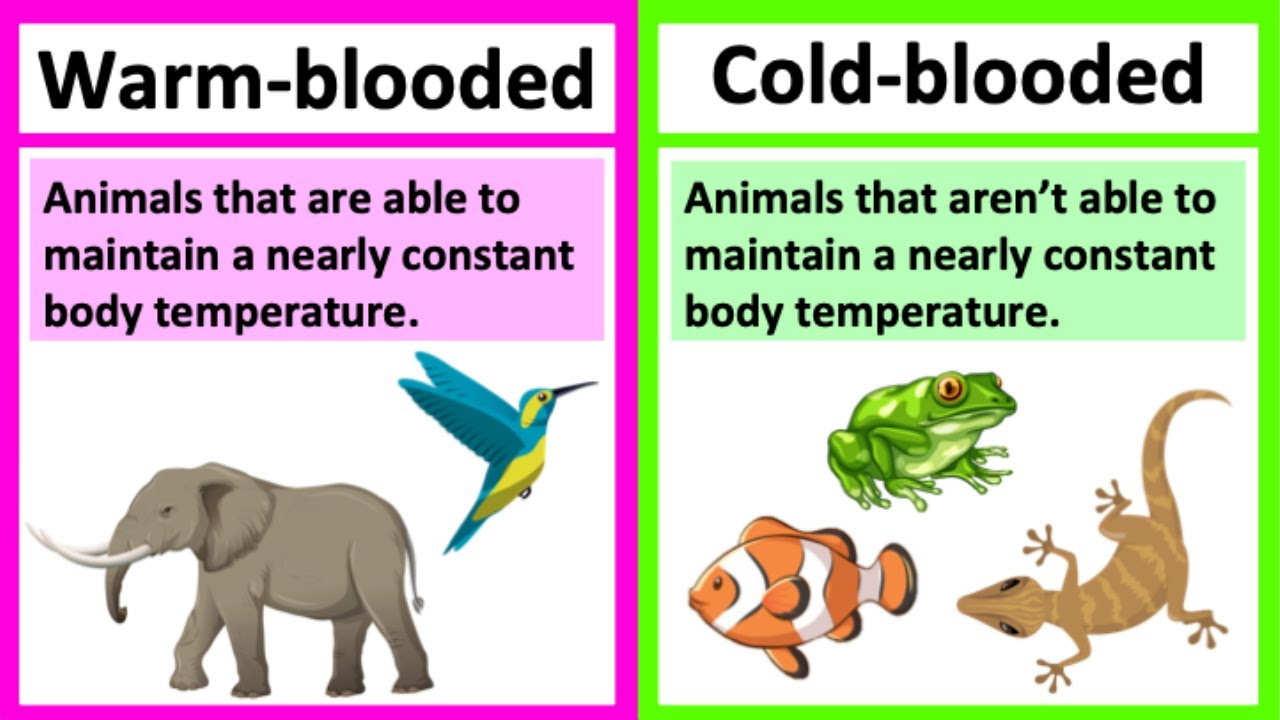 Warm-blooded
Animals that are able to
maintain a nearly constant
body temperature.
Cold-blooded
Animals that aren’t able to
maintain a nearly constant
body temperature.